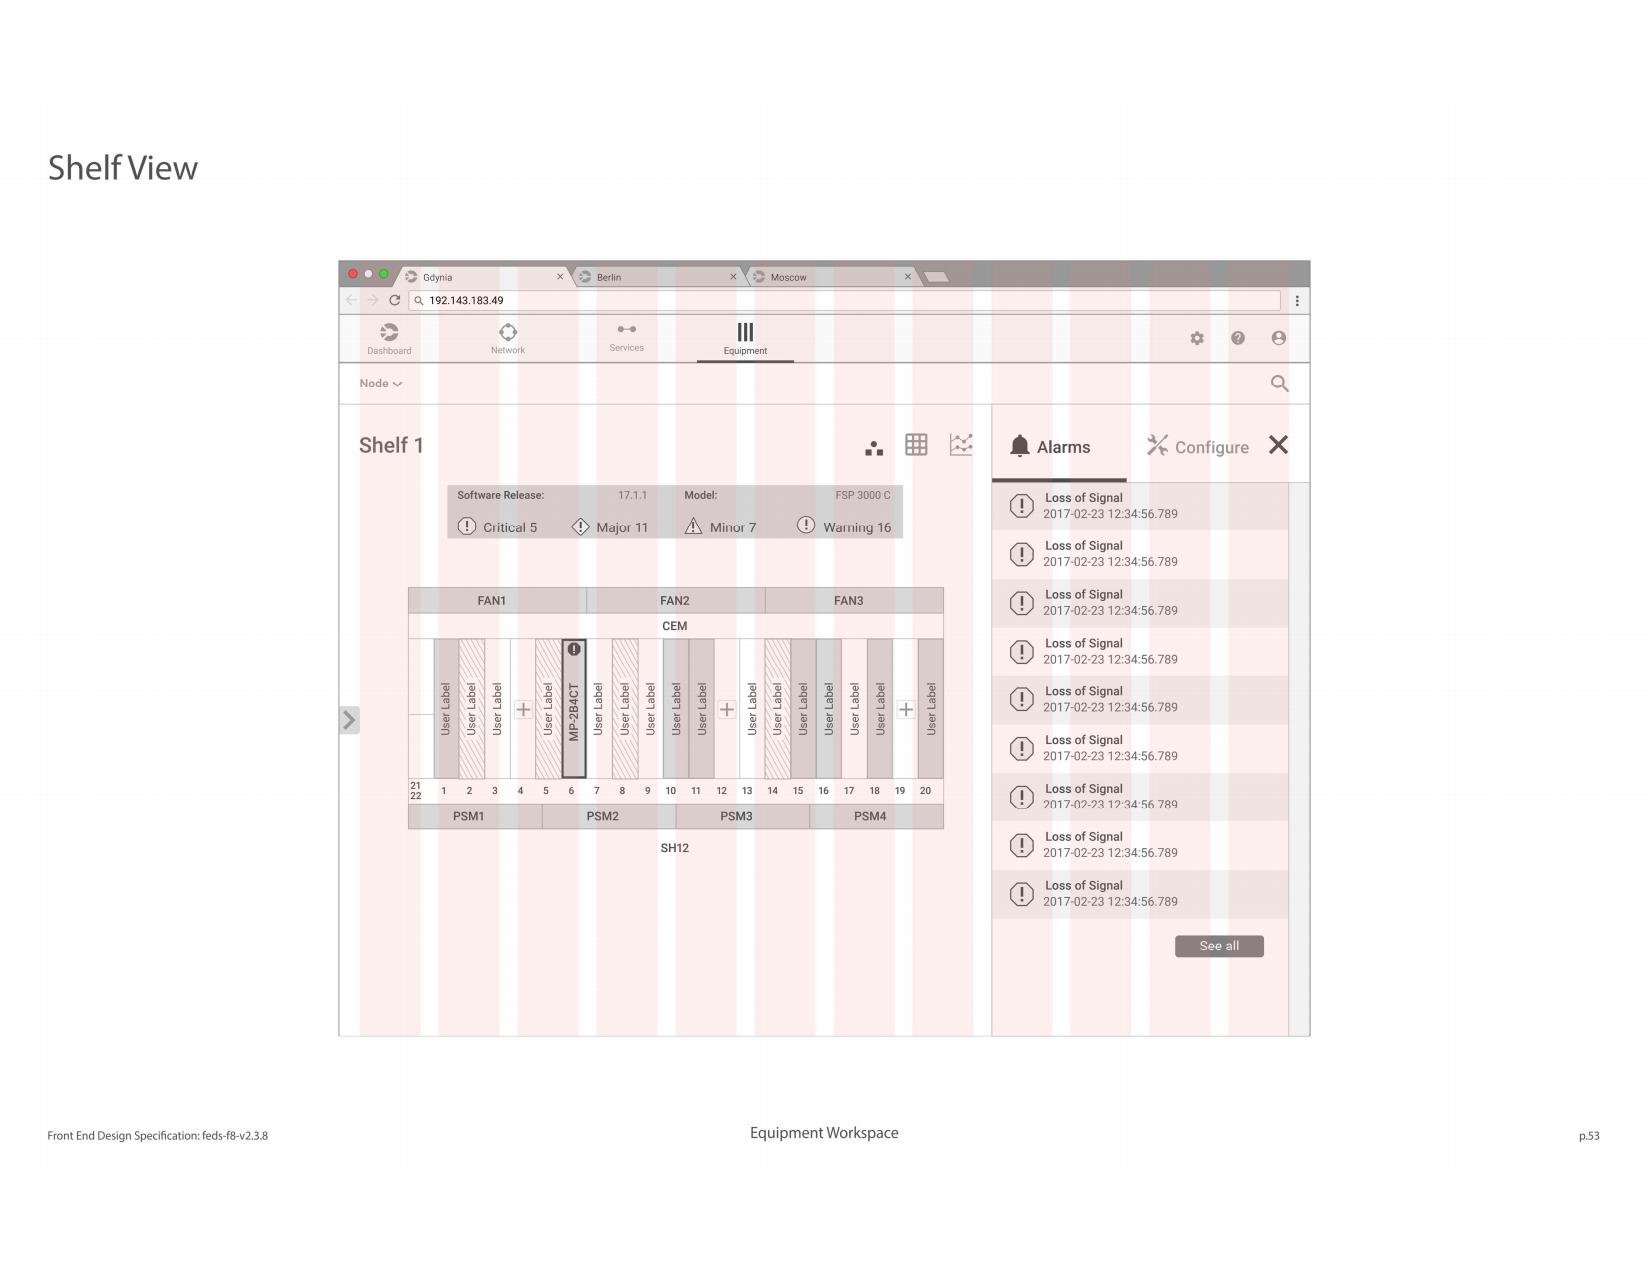 Shelf View
Gdynia
Berlin
Moscow
192.143.183.49
Dashboard
Network
Services
Equipment
Node
Shelf 1
Alarms
Configure
Software Release: 17.1.1 Model: FSP 3000 C
Critical 5 Major 11 Minor 7 Warning 16
FAN1 FAN2 FAN3
CEM
User Label
User Label
User Label
User Label
MP-2B4CT
User Label
User Label
User Label
User Label
User Label
User Label
User Label
User Label
User Label
User Label
User Label
User Label
21
22
1 2 3 4 5 6 7 8 9 10 11 12 13 14 15 16 17 18 19 20
PSM1 PSM2 PSM3 PSM4
SH12
Loss of Signal
2017-02-23 12:34:56.789
Loss of Signal
2017-02-23 12:34:56.789
Loss of Signal
2017-02-23 12:34:56.789
Loss of Signal
2017-02-23 12:34:56.789
Loss of Signal
2017-02-23 12:34:56.789
Loss of Signal
2017-02-23 12:34:56.789
Loss of Signal
2017-02-23 12:34:56.789
Loss of Signal
2017-02-23 12:34:56.789
Loss of Signal
2017-02-23 12:34:56.789
See all
Front End Design Specification: feds-f8-v2.3.8
Equipment Workspace
p.53